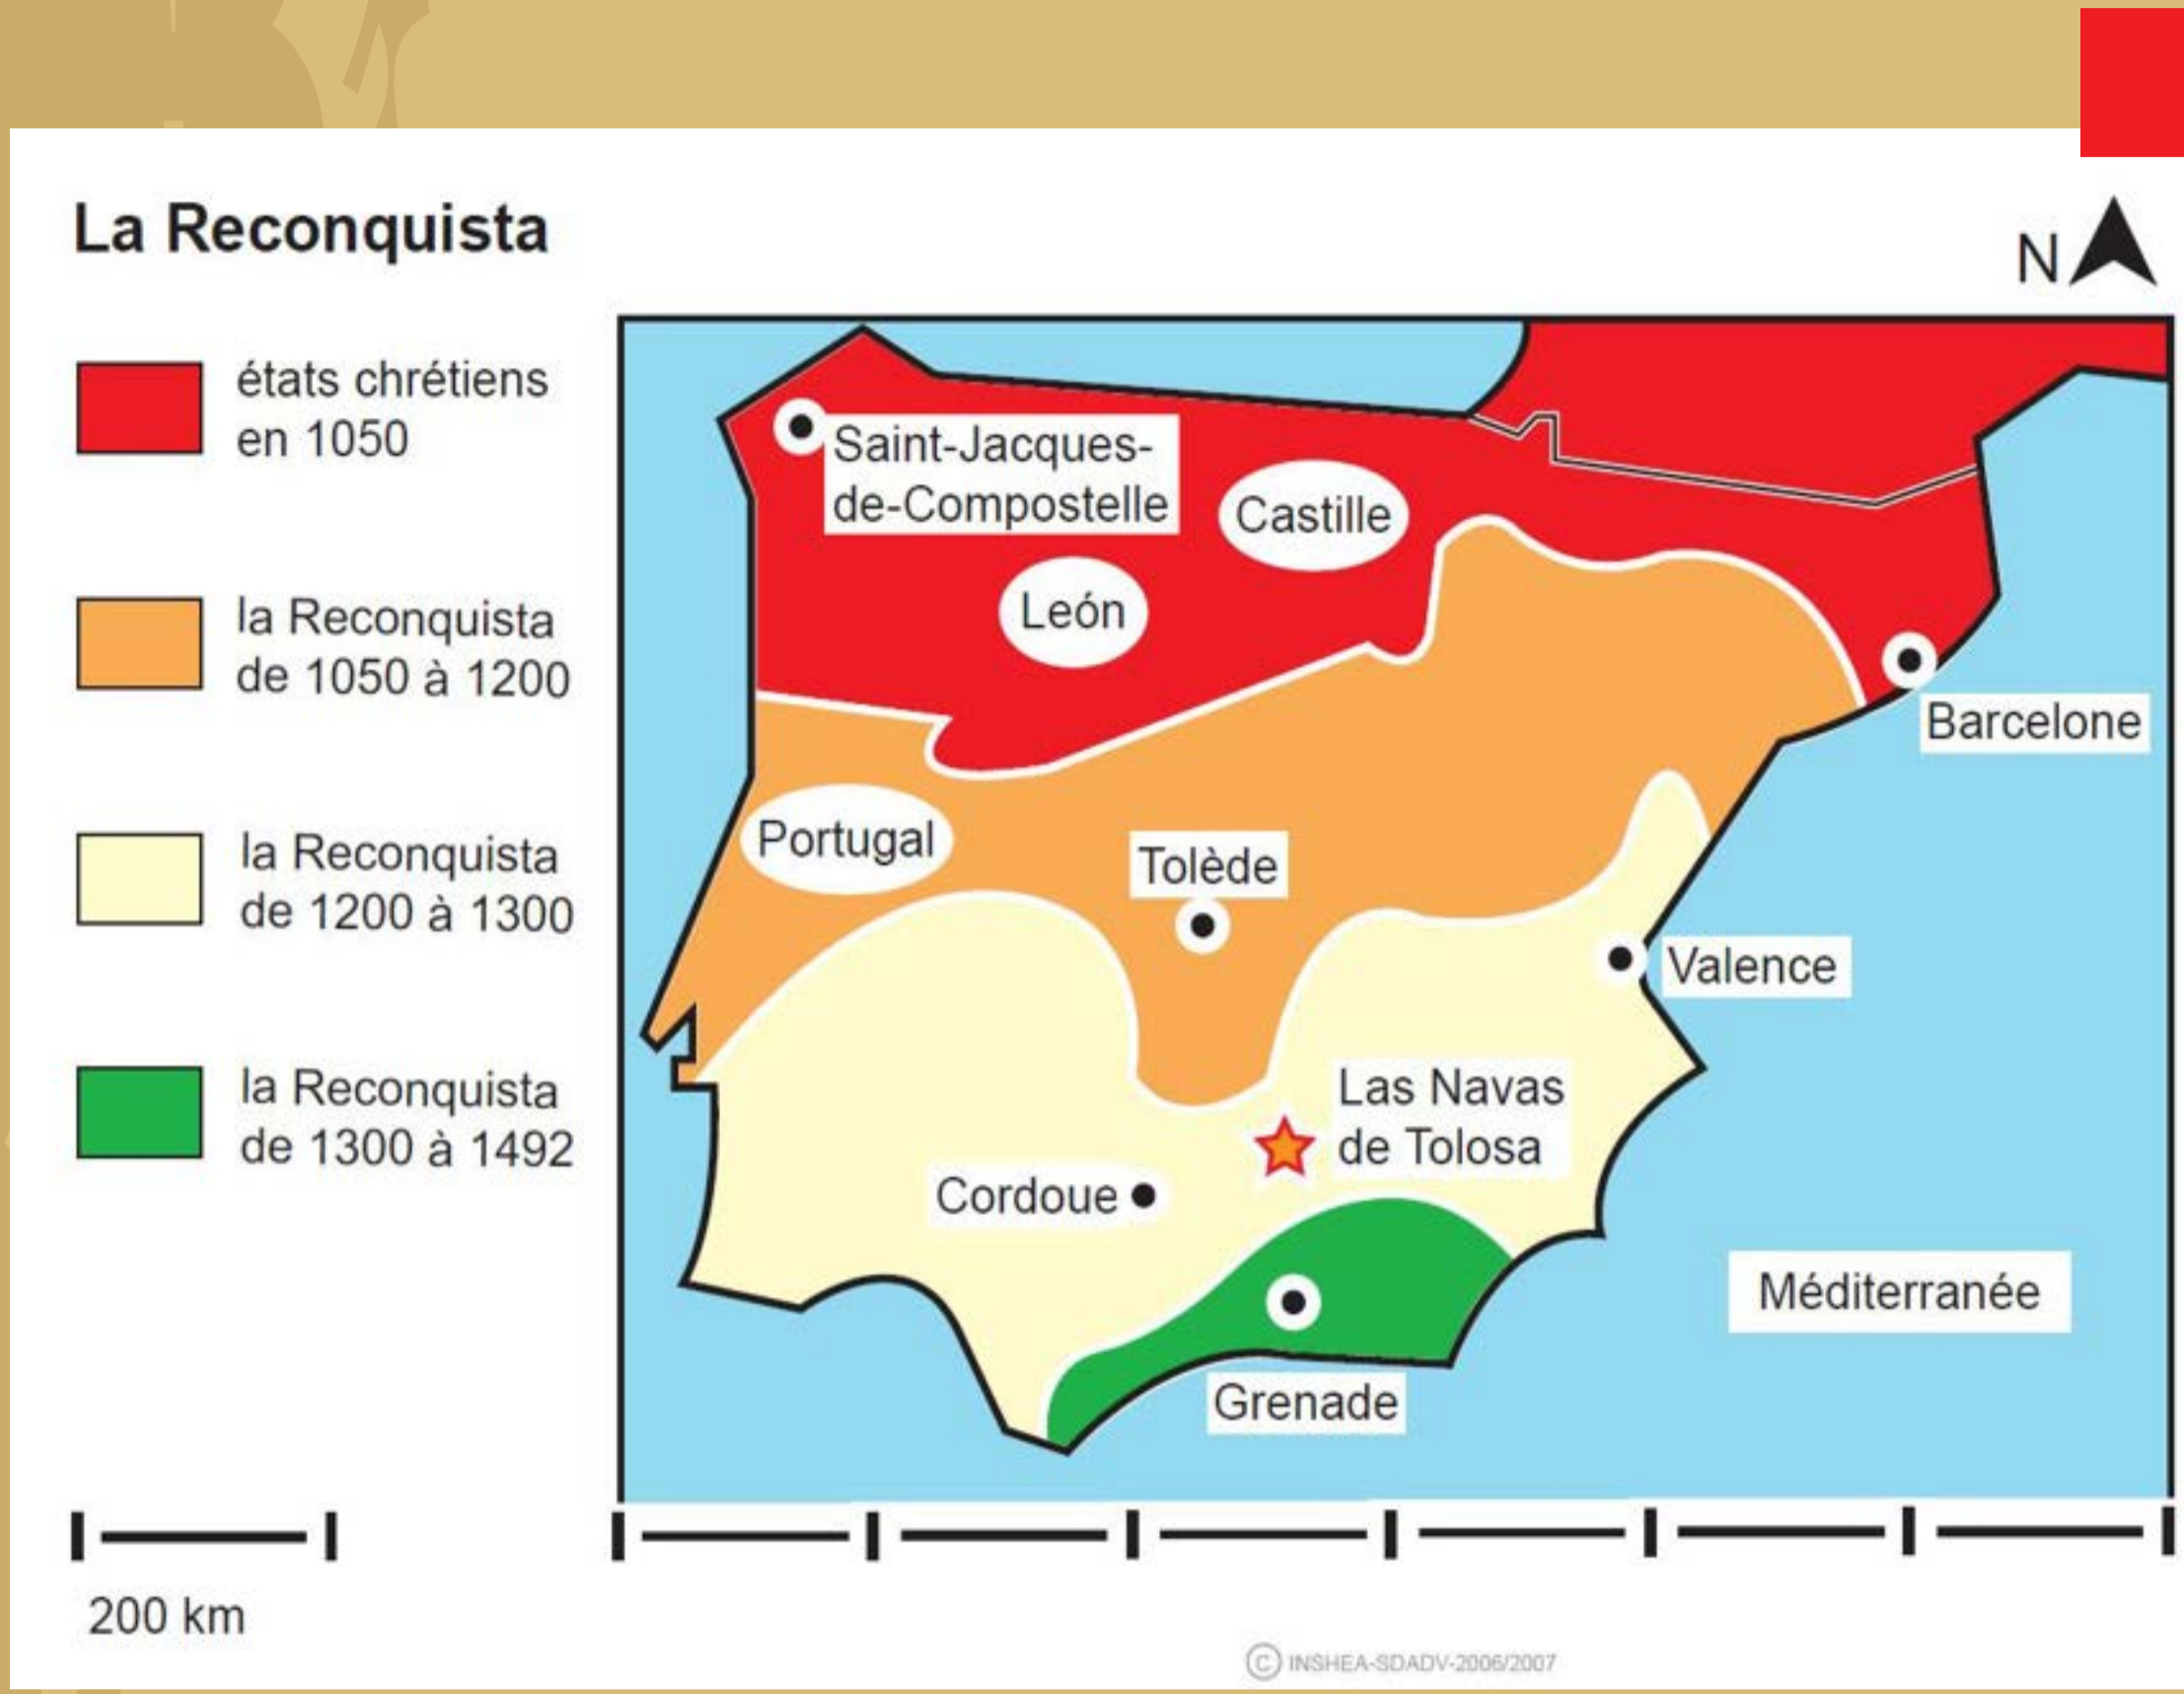 La Reconquista
N
états chrétiens
en 1050
la Reconquista
de 1050 à 1200
la Reconquista
de 1200 à 1300
la Reconquista
de 1300 à 1492
Saint-Jacques-
de-Compostelle
Castille
León
Barcelone
Portugal
Tolède
Valence
Las Navas
de Tolosa
Cordoue
Méditerranée
Grenade
200 km
© INSHEA-SDADV-2006/2007